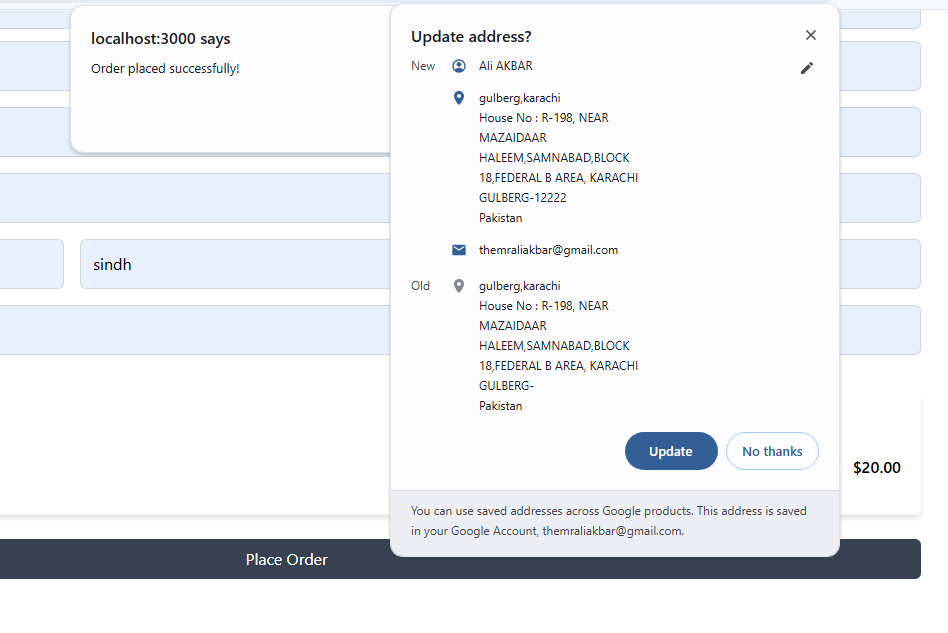 localhost:3000 says
Order placed successfully!
Update address?
New
Ali AKBAR
gulberg,karachi
House No : R-198, NEAR
MAZAIDAAR
HALEEM,SAMNABAD,BLOCK
18,FEDERAL B AREA, KARACHI
GULBERG-12222
Pakistan
themraliakbar@gmail.com
Old
gulberg,karachi
House No : R-198, NEAR
MAZAIDAAR
HALEEM,SAMNABAD,BLOCK
18,FEDERAL B AREA, KARACHI
GULBERG-
Pakistan
Update
No thanks
You can use saved addresses across Google products. This address is saved
in your Google Account, themraliakbar@gmail.com.
sindh
$20.00
Place Order